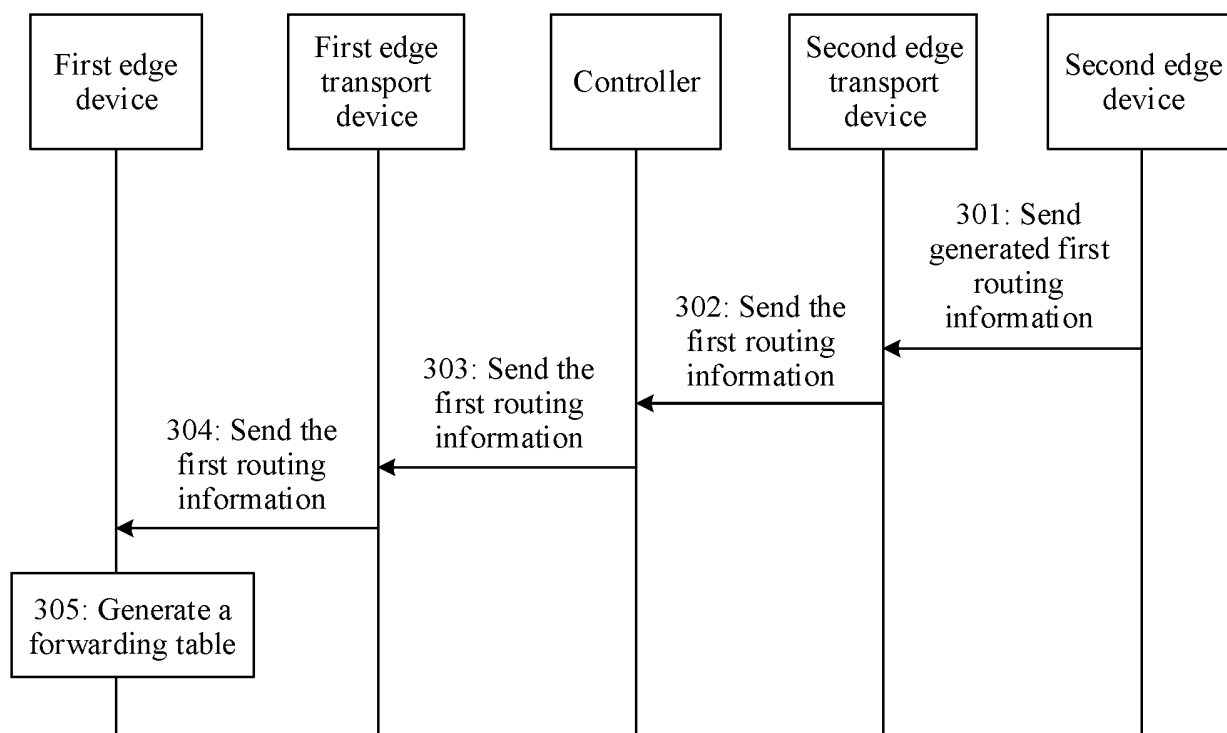 First edge
device
First edge
transport
device
Controller
Second edge
transport
device
Second edge
device
301: Send
generated first
routing
information
302: Send the
first routing
information
303: Send the
first routing
information
304: Send the
first routing
information
305: Generate a
forwarding table